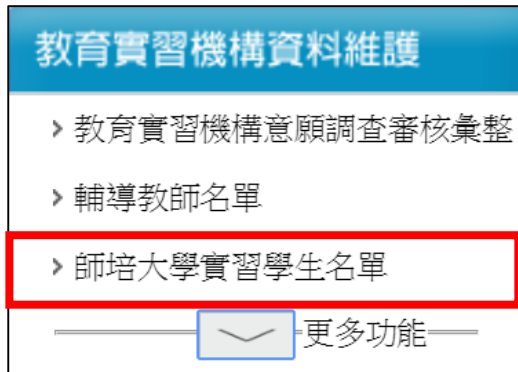 教育實習機構資料維護
教育實習機構意願調查審核彙整
輔導教師名單
師培大學實習學生名單
更多功能